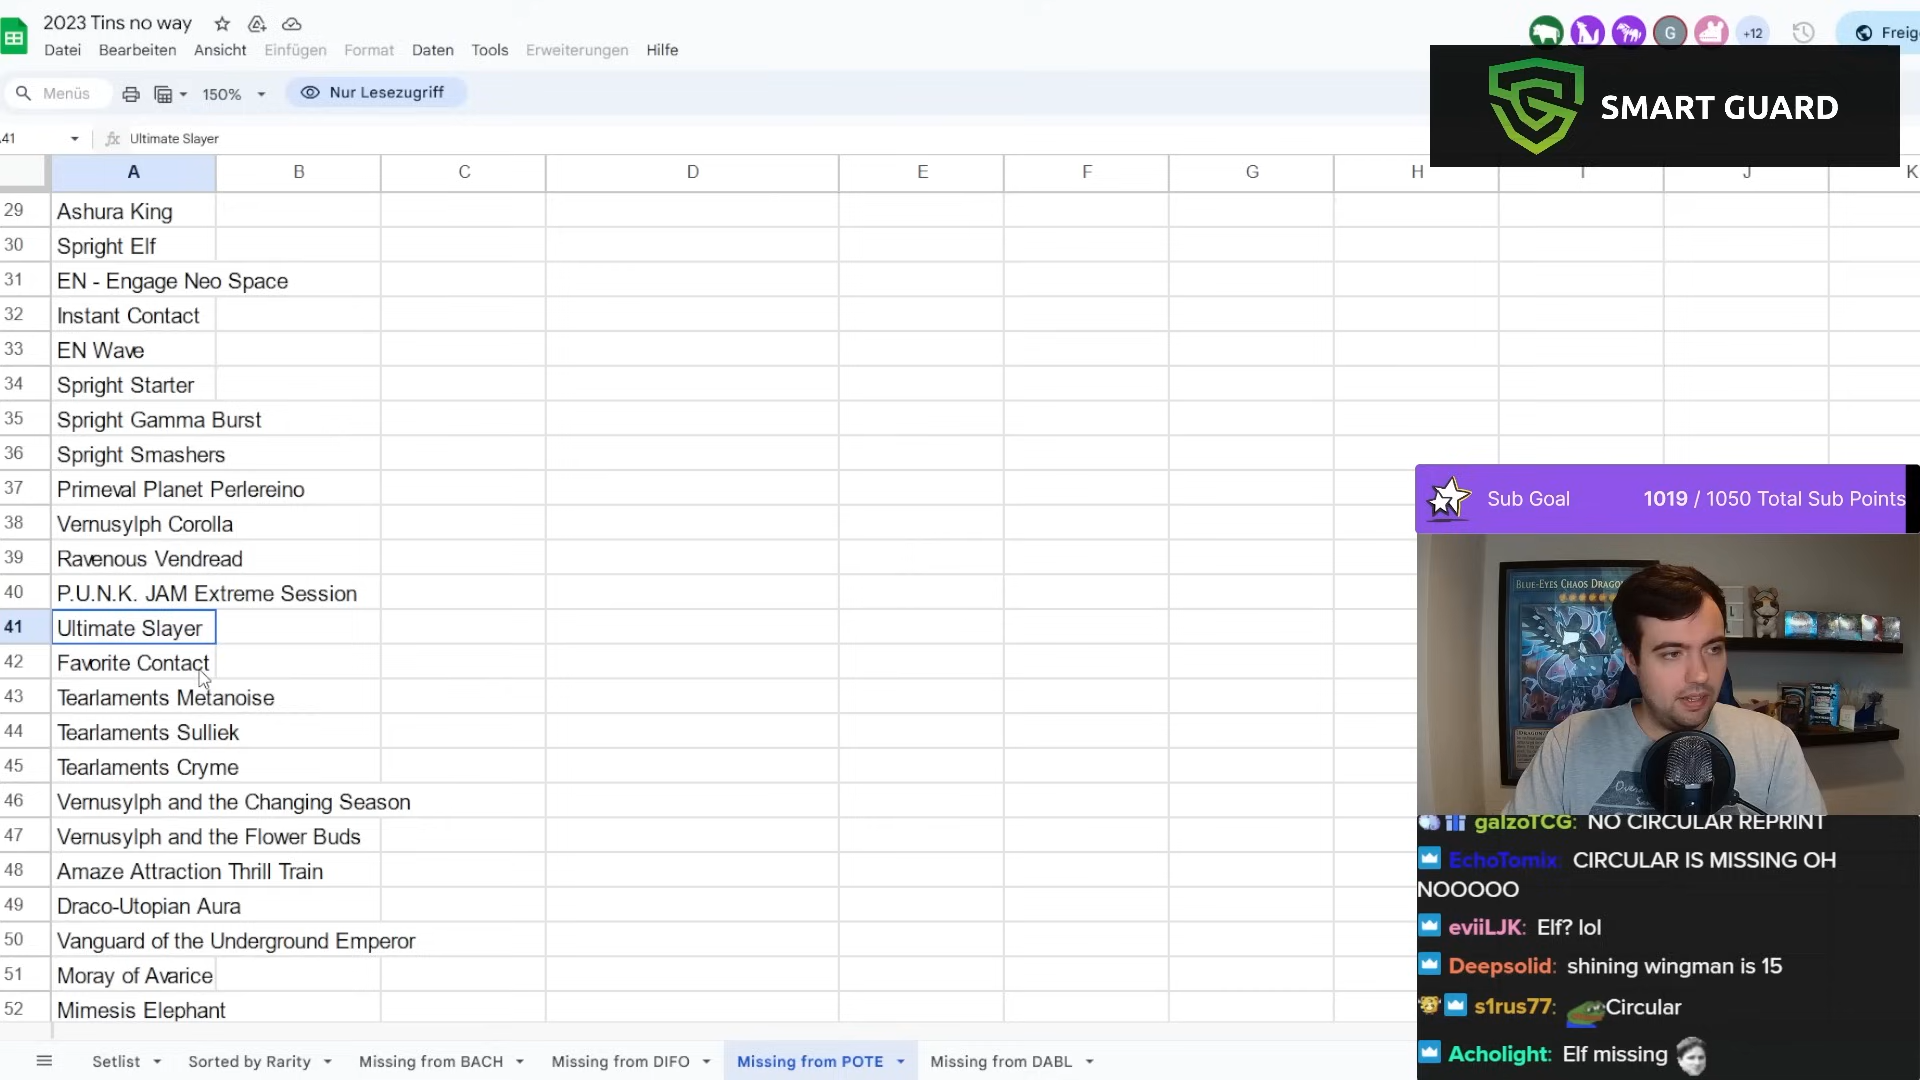 2023 Tins no way
Datei Bearbeiten Ansicht Einfügen Format Daten Tools Erweiterungen Hilfe
G +12 Freig
Menüs 150% Nur Lesezugriff
SMART GUARD
41 fx Ultimate Slayer
A B C D E F G H I J K
29 Ashura King
30 Spright Elf
31 EN - Engage Neo Space
32 Instant Contact
33 EN Wave
34 Spright Starter
35 Spright Gamma Burst
36 Spright Smashers
37 Primeval Planet Perlereino
38 Vernusylph Corolla
39 Ravenous Vendread
40 P.U.N.K. JAM Extreme Session
41 Ultimate Slayer
42 Favorite Contact
43 Tearlaments Metanoise
44 Tearlaments Sulliek
45 Tearlaments Cryme
46 Vernusylph and the Changing Season
47 Vernusylph and the Flower Buds
48 Amaze Attraction Thrill Train
49 Draco-Utopian Aura
50 Vanguard of the Underground Emperor
51 Moray of Avarice
52 Mimesis Elephant
Setlist Sorted by Rarity Missing from BACH Missing from DIFO Missing from POTE Missing from DABL
Sub Goal 1019 / 1050 Total Sub Points
BLUE-EYES CHAOS DRAGON
galzoTCG: NO CIRCULAR REPRINT
EchoTomix: CIRCULAR IS MISSING OH
NOOOOO
eviiLJK: Elf? lol
Deepsolid: shining wingman is 15
s1rus77: Circular
Acholight: Elf missing